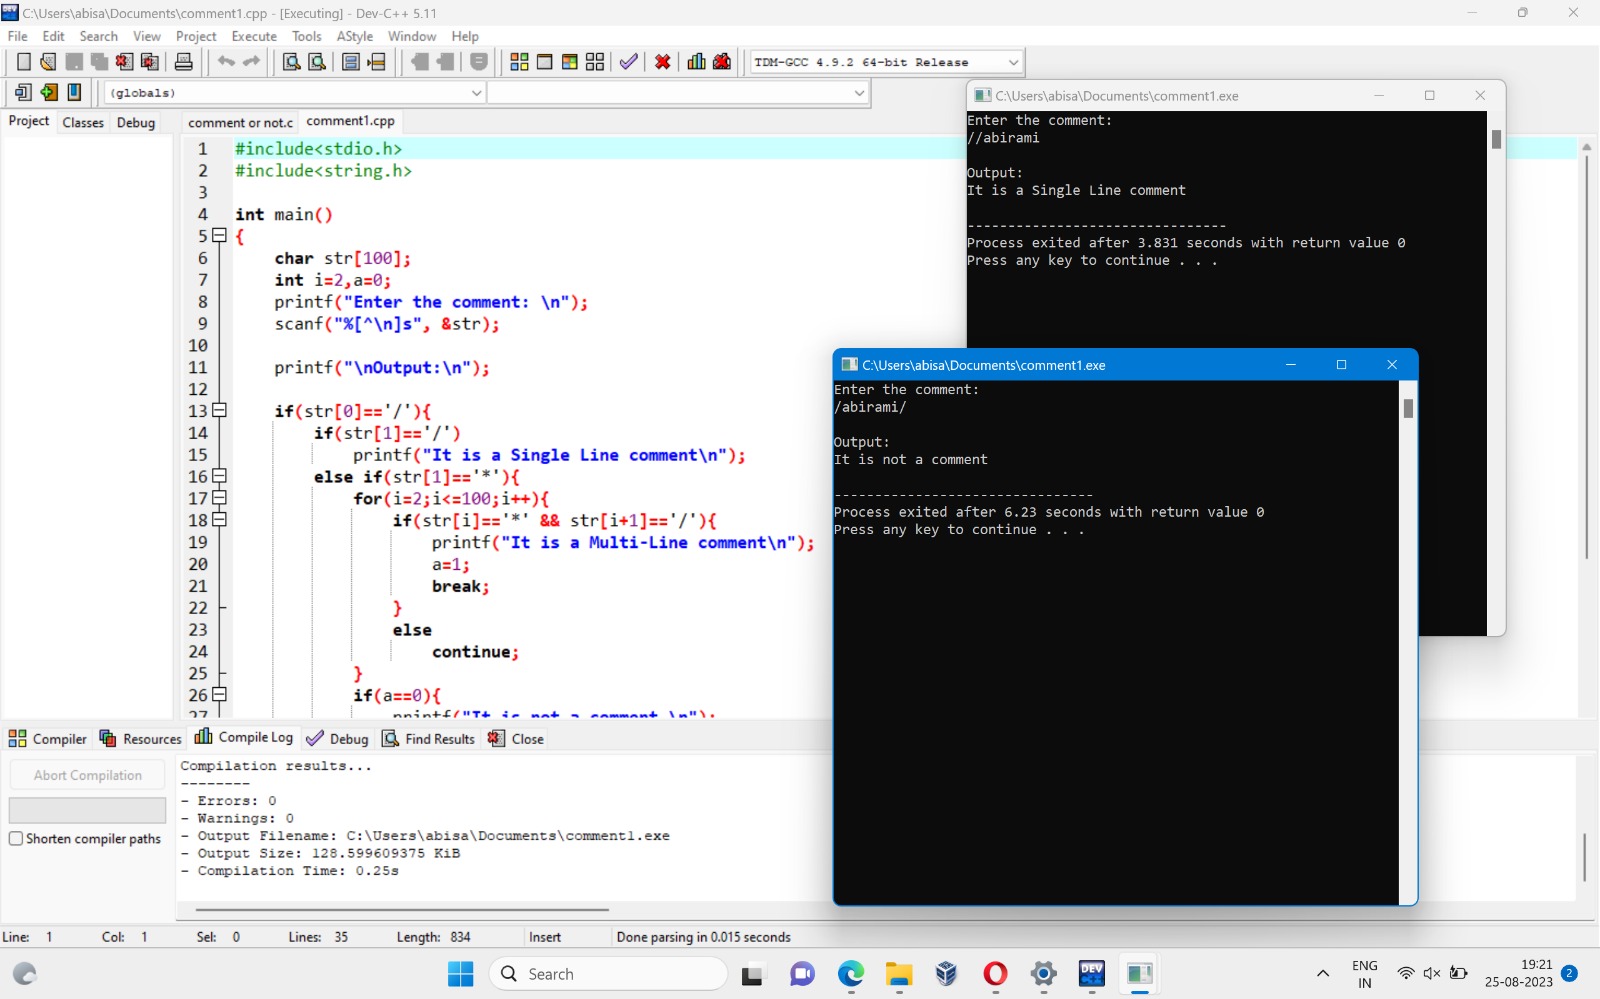 C:\Users\abisa\Documents\comment1.cpp - [Executing] - Dev-C++ 5.11
File Edit Search View Project Execute Tools AStyle Window Help
TDM-GCC 4.9.2 64-bit Release
(globals)
Project Classes Debug
comment or not.c comment1.cpp
1 #include<stdio.h>
2 #include<string.h>
3
4 int main()
5 {
6 char str[100];
7 int i=2,a=0;
8 printf("Enter the comment: \n");
9 scanf("%[^\n]s", &str);
10
11 printf("\nOutput:\n");
12
13 if(str[0]=='/'){
14 if(str[1]=='/')
15 printf("It is a Single Line comment\n");
16 else if(str[1]=='*'){
17 for(i=2;i<=100;i++){
18 if(str[i]=='*' && str[i+1]=='/'){
19 printf("It is a Multi-Line comment\n");
20 a=1;
21 break;
22 }
23 else
24 continue;
25 }
26 if(a==0){
27 printf("It is not a comment \n");
C:\Users\abisa\Documents\comment1.exe
Enter the comment:
//abirami
Output:
It is a Single Line comment
--------------------------------
Process exited after 3.831 seconds with return value 0
Press any key to continue . . .
C:\Users\abisa\Documents\comment1.exe
Enter the comment:
/abirami/
Output:
It is not a comment
--------------------------------
Process exited after 6.23 seconds with return value 0
Press any key to continue . . .
Compiler Resources Compile Log Debug Find Results Close
Abort Compilation
Shorten compiler paths
Compilation results...
--------
- Errors: 0
- Warnings: 0
- Output Filename: C:\Users\abisa\Documents\comment1.exe
- Output Size: 128.599609375 KiB
- Compilation Time: 0.25s
Line: 1 Col: 1 Sel: 0 Lines: 35 Length: 834 Insert Done parsing in 0.015 seconds
Search
DEV
ENG
IN
19:21
25-08-2023
2